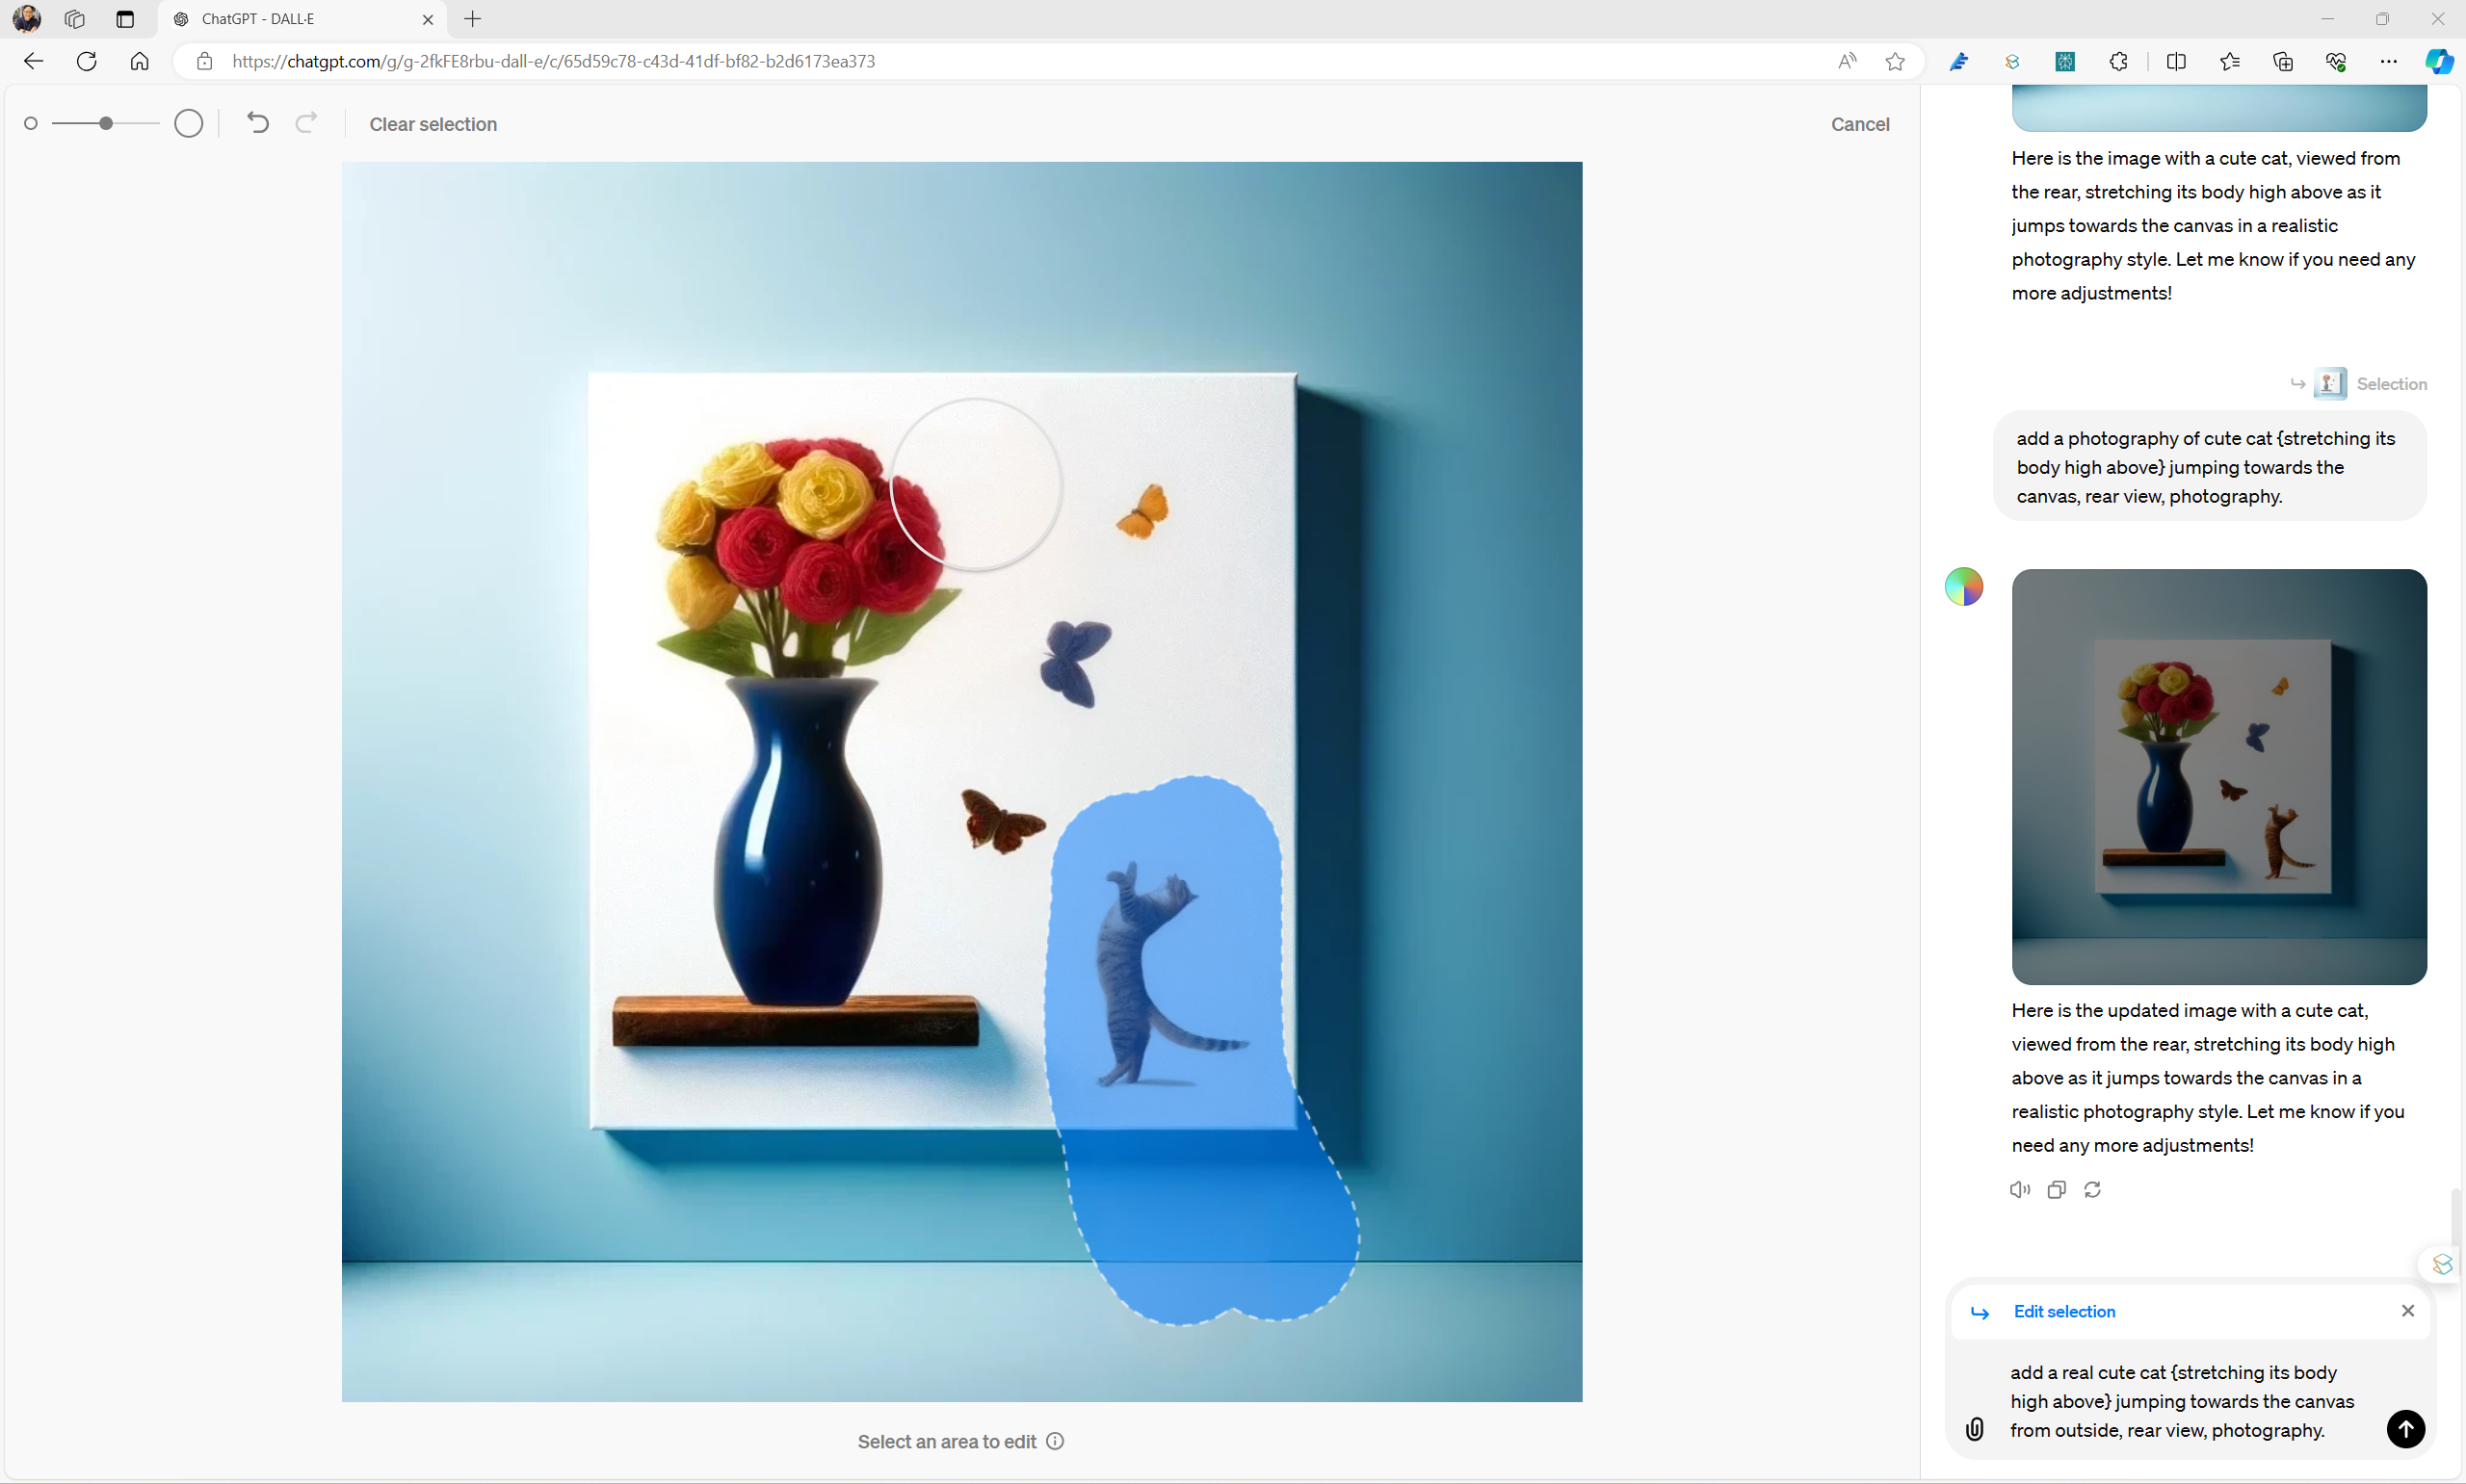 ChatGPT - DALL·E
https://chatgpt.com/g/g-2fkFE8rbu-dall-e/c/65d59c78-c43d-41df-bf82-b2d6173ea373
Clear selection
Cancel
Select an area to edit
Here is the image with a cute cat, viewed from
the rear, stretching its body high above as it
jumps towards the canvas in a realistic
photography style. Let me know if you need any
more adjustments!
Selection
add a photography of cute cat {stretching its
body high above} jumping towards the
canvas, rear view, photography.
Here is the updated image with a cute cat,
viewed from the rear, stretching its body high
above as it jumps towards the canvas in a
realistic photography style. Let me know if you
need any more adjustments!
Edit selection
add a real cute cat {stretching its body
high above} jumping towards the canvas
from outside, rear view, photography.